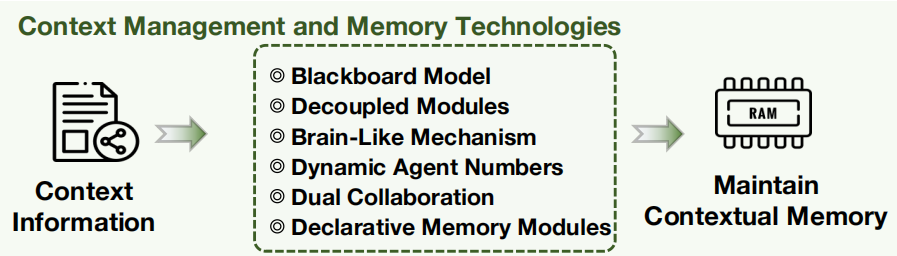 Context Management and Memory Technologies
Context
Information
◎ Blackboard Model
◎ Decoupled Modules
◎ Brain-Like Mechanism
◎ Dynamic Agent Numbers
◎ Dual Collaboration
◎ Declarative Memory Modules
RAM
Maintain
Contextual Memory